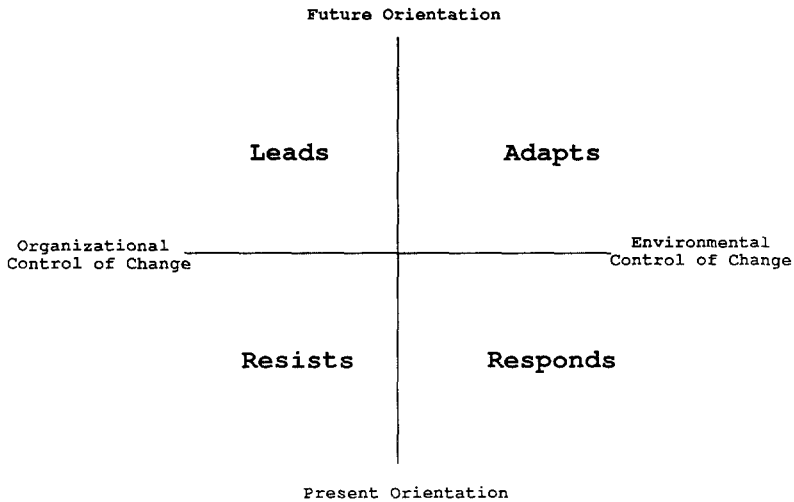 Future Orientation
Leads
Adapts
Organizational
Control of Change
Environmental
Control of Change
Resists
Responds
Present Orientation